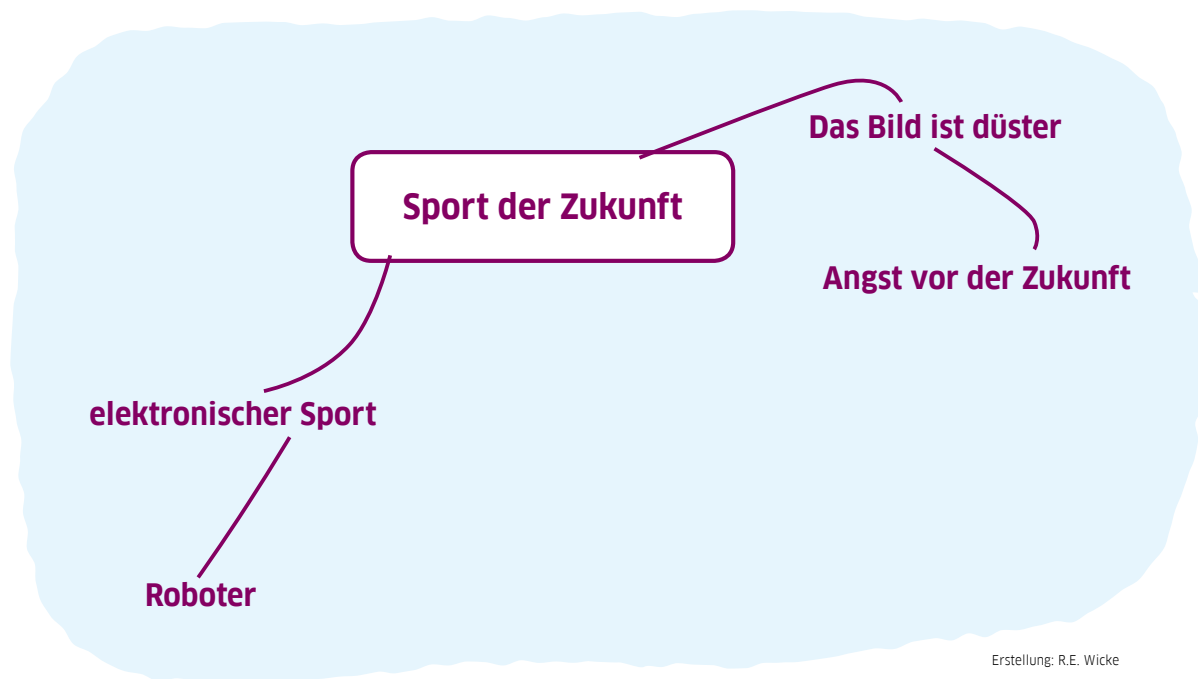 Das Bild ist düster
Sport der Zukunft
Angst vor der Zukunft
elektronischer Sport
Roboter
Erstellung: R.E. Wicke